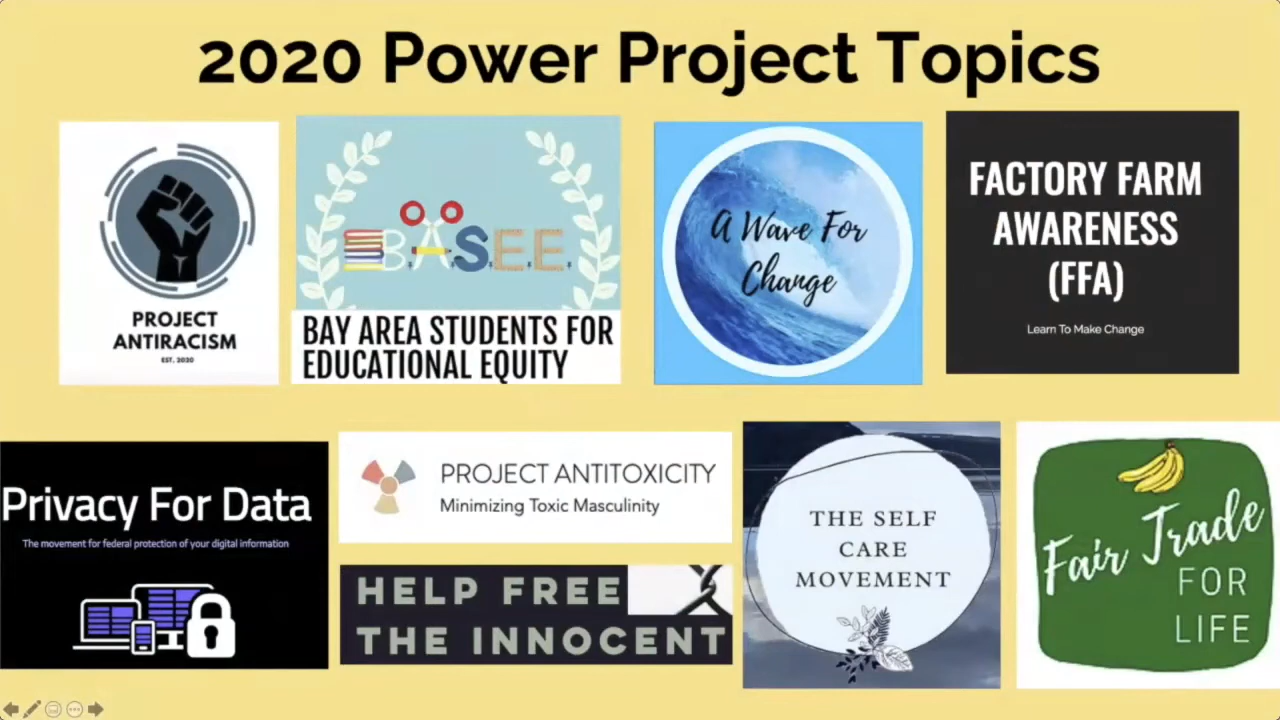 2020 Power Project Topics
PROJECT
ANTIRACISM
EST. 2020
B.A.S.E.E.
BAY AREA STUDENTS FOR
EDUCATIONAL EQUITY
A Wave For
Change
FACTORY FARM
AWARENESS
(FFA)
Learn To Make Change
Privacy For Data
The movement for federal protection of your digital information
PROJECT ANTITOXICITY
Minimizing Toxic Masculinity
HELP FREE
THE INNOCENT
THE SELF
CARE
MOVEMENT
Fair Trade
FOR
LIFE